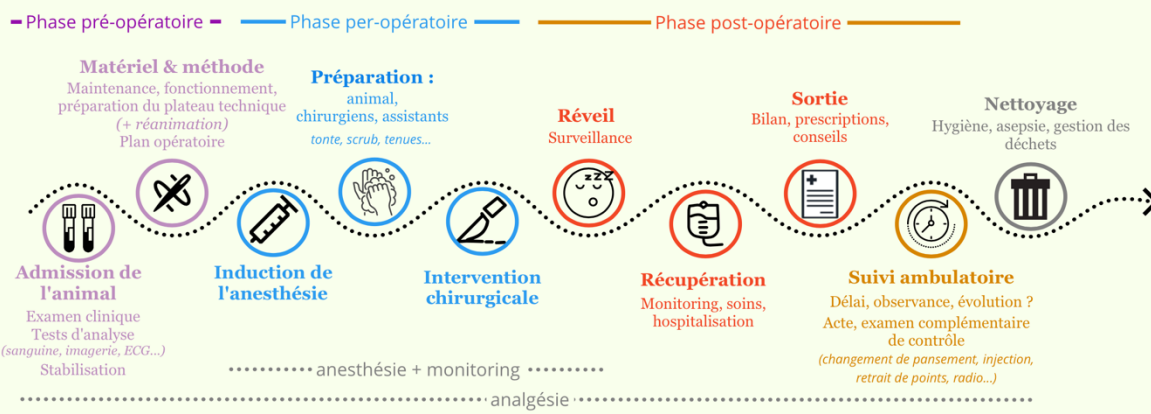 Phase pré-opératoire
Phase per-opératoire
Phase post-opératoire
Matériel & méthode
Maintenance, fonctionnement,
préparation du plateau technique
(+ réanimation)
Plan opératoire
Préparation :
animal,
chirurgiens, assistants
tonte, scrub, tenues...
Réveil
Surveillance
Sortie
Bilan, prescriptions,
conseils
Nettoyage
Hygiène, asepsie, gestion des
déchets
zzZ
Admission de
l'animal
Examen clinique
Tests d'analyse
(sanguine, imagerie, ECG...)
Stabilisation
Induction de
l'anesthésie
Intervention
chirurgicale
Récupération
Monitoring, soins,
hospitalisation
Suivi ambulatoire
Délai, observance, évolution ?
Acte, examen complémentaire
de contrôle
(changement de pansement, injection,
retrait de points, radio...)
anesthésie + monitoring
analgésie